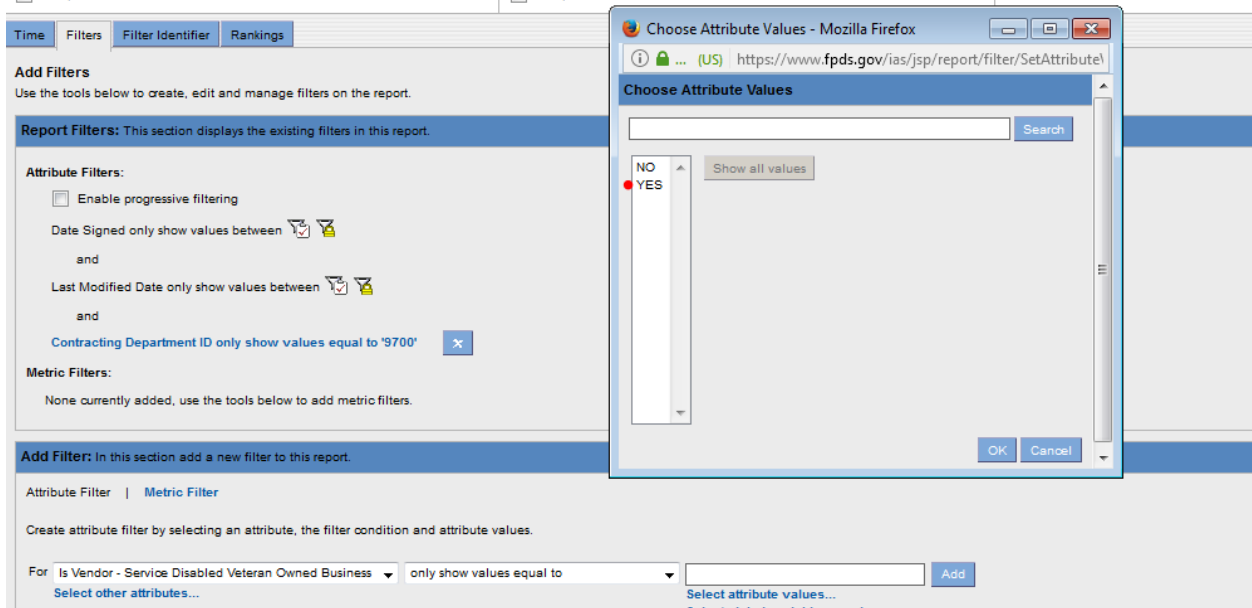 Time Filters Filter Identifier Rankings
Add Filters
Use the tools below to create, edit and manage filters on the report.
Report Filters: This section displays the existing filters in this report.
Attribute Filters:
Enable progressive filtering
Date Signed only show values between
and
Last Modified Date only show values between
and
Contracting Department ID only show values equal to '9700'
Metric Filters:
None currently added, use the tools below to add metric filters.
Add Filter: In this section add a new filter to this report.
Attribute Filter | Metric Filter
Create attribute filter by selecting an attribute, the filter condition and attribute values.
For Is Vendor - Service Disabled Veteran Owned Business only show values equal to Add
Select other attributes... Select attribute values...
Choose Attribute Values - Mozilla Firefox
... (US) https://www.fpds.gov/ias/jsp/report/filter/SetAttribute
Choose Attribute Values
Search
NO Show all values
YES
OK Cancel